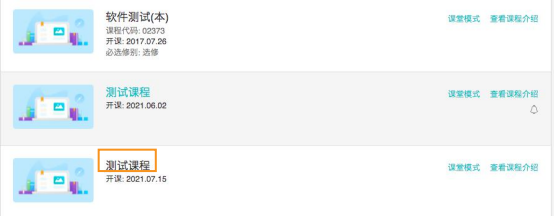 软件测试(本)
课堂模式 查看课程介绍
课程代码: 02373
开课: 2017.07.26
必选修别: 选修
测试课程
课堂模式 查看课程介绍
开课: 2021.06.02
测试课程
课堂模式 查看课程介绍
开课: 2021.07.15